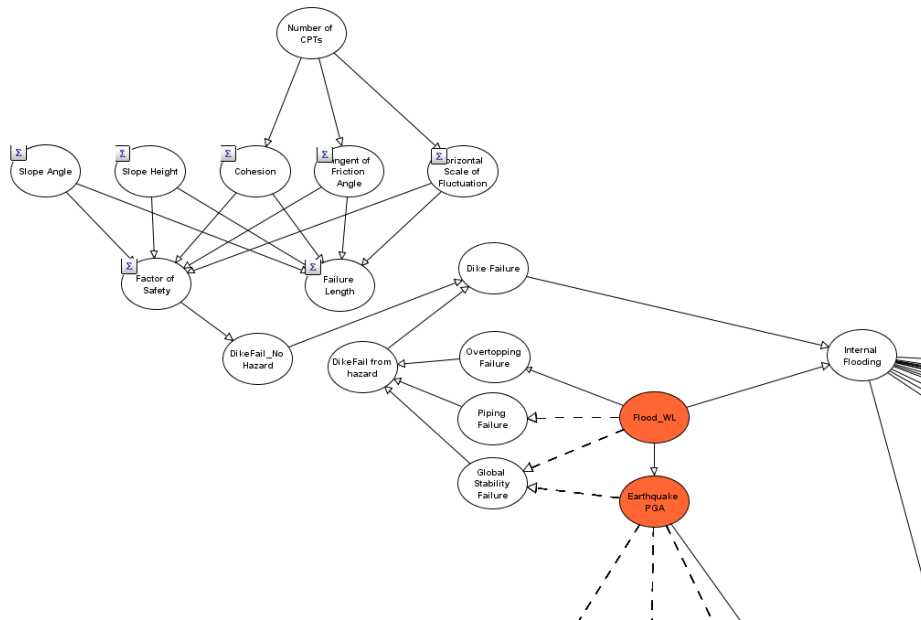 Number of
CPTs
Σ
Slope Angle
Σ
Slope Height
Σ
Cohesion
Σ
ngent of
Friction
Angle
Σ
orizontal
Scale of
Fluctuation
Σ
Factor of
Safety
Σ
Failure
Length
Dike Failure
DikeFail_No
Hazard
DikeFail from
hazard
Overtopping
Failure
Internal
Flooding
Piping
Failure
Flood_WL
Global
Stability
Failure
Earthquake
PGA